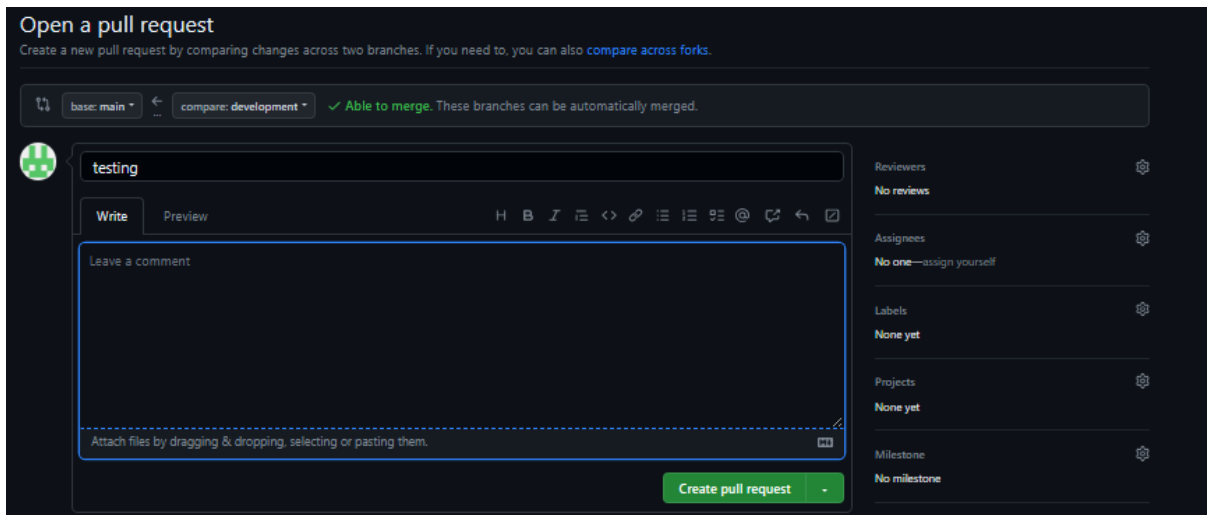 Open a pull request
Create a new pull request by comparing changes across two branches. If you need to, you can also compare across forks.
base: main
compare: development
Able to merge. These branches can be automatically merged.
testing
Write Preview
Leave a comment
Attach files by dragging & dropping, selecting or pasting them.
Create pull request
Reviewers
No reviews
Assignees
No one—assign yourself
Labels
None yet
Projects
None yet
Milestone
No milestone